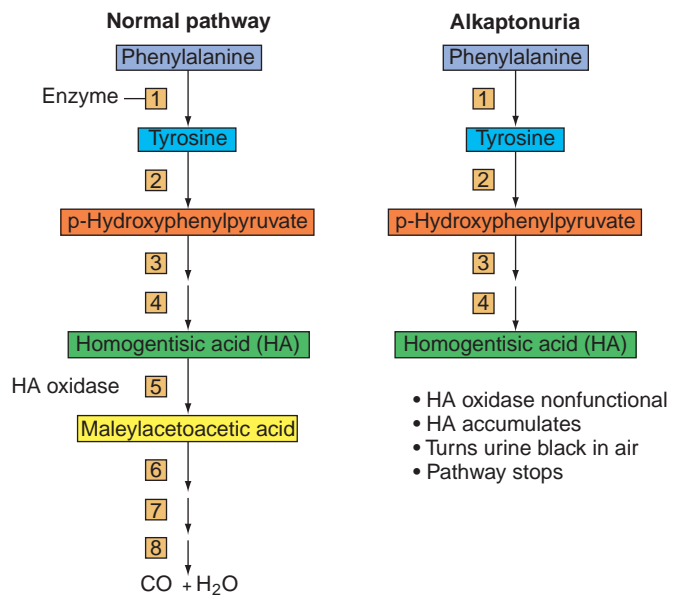 Normal pathway
Phenylalanine
Enzyme
1
Tyrosine
2
p-Hydroxyphenylpyruvate
3
4
Homogentisic acid (HA)
HA oxidase
5
Maleylacetoacetic acid
6
7
8
CO + H₂O
Alkaptonuria
Phenylalanine
1
Tyrosine
2
p-Hydroxyphenylpyruvate
3
4
Homogentisic acid (HA)
• HA oxidase nonfunctional
• HA accumulates
• Turns urine black in air
• Pathway stops